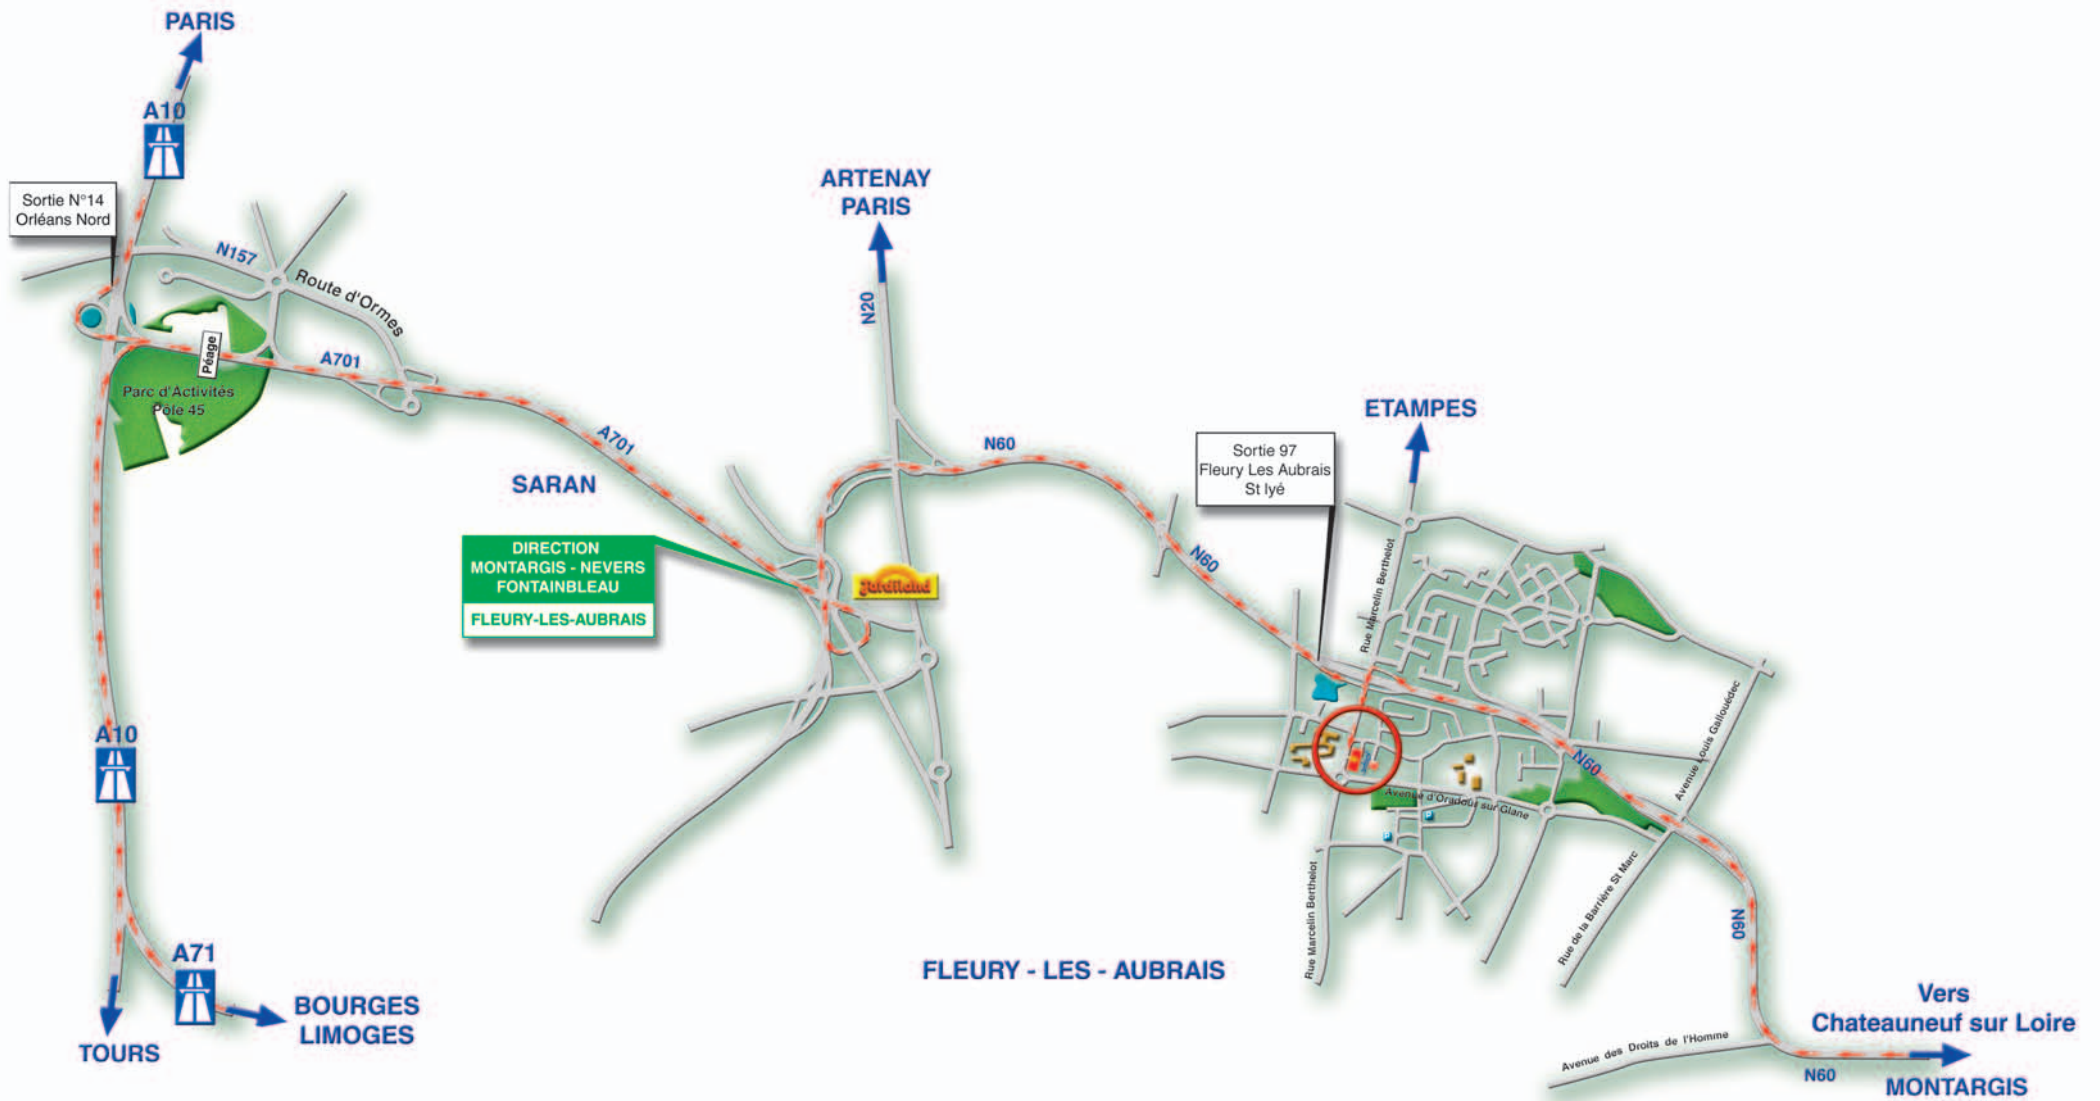 PARIS
A10
Sortie N°14
Orléans Nord
N157
Route d'Ormes
Péage
A701
Parc d'Activités
Pôle 45
A701
SARAN
DIRECTION
MONTARGIS - NEVERS
FONTAINBLEAU
FLEURY-LES-AUBRAIS
ARTENAY
PARIS
N20
Jardiland
N60
N60
Sortie 97
Fleury Les Aubrais
St lyé
ETAMPES
Rue Marcelin Berthelot
Avenue Louis Gallouédec
N60
Avenue d'Oradour sur Glane
P
P
Rue Marcelin Berthelot
Rue de la Barrière St Marc
N60
A10
A71
BOURGES
LIMOGES
TOURS
FLEURY - LES - AUBRAIS
Vers
Chateauneuf sur Loire
Avenue des Droits de l'Homme
N60
MONTARGIS